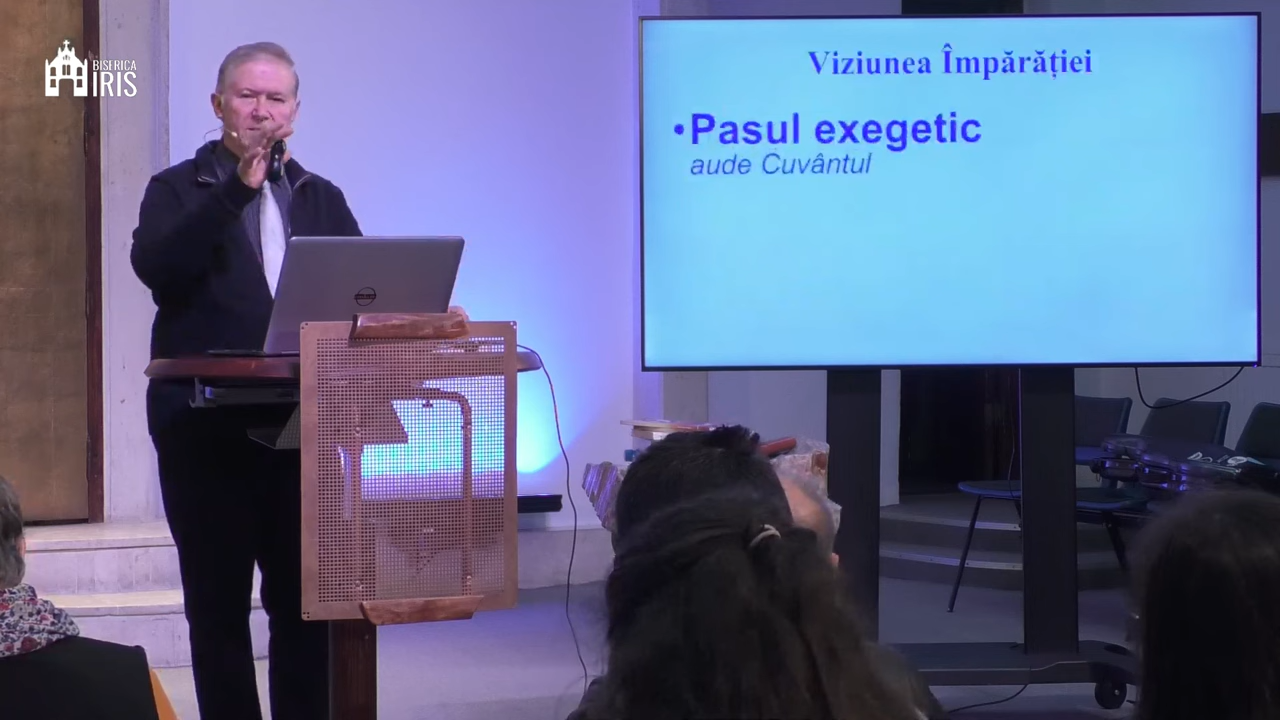 BISERICA
IRIS
Viziunea Împărăției
•Pasul exegetic
aude Cuvântul